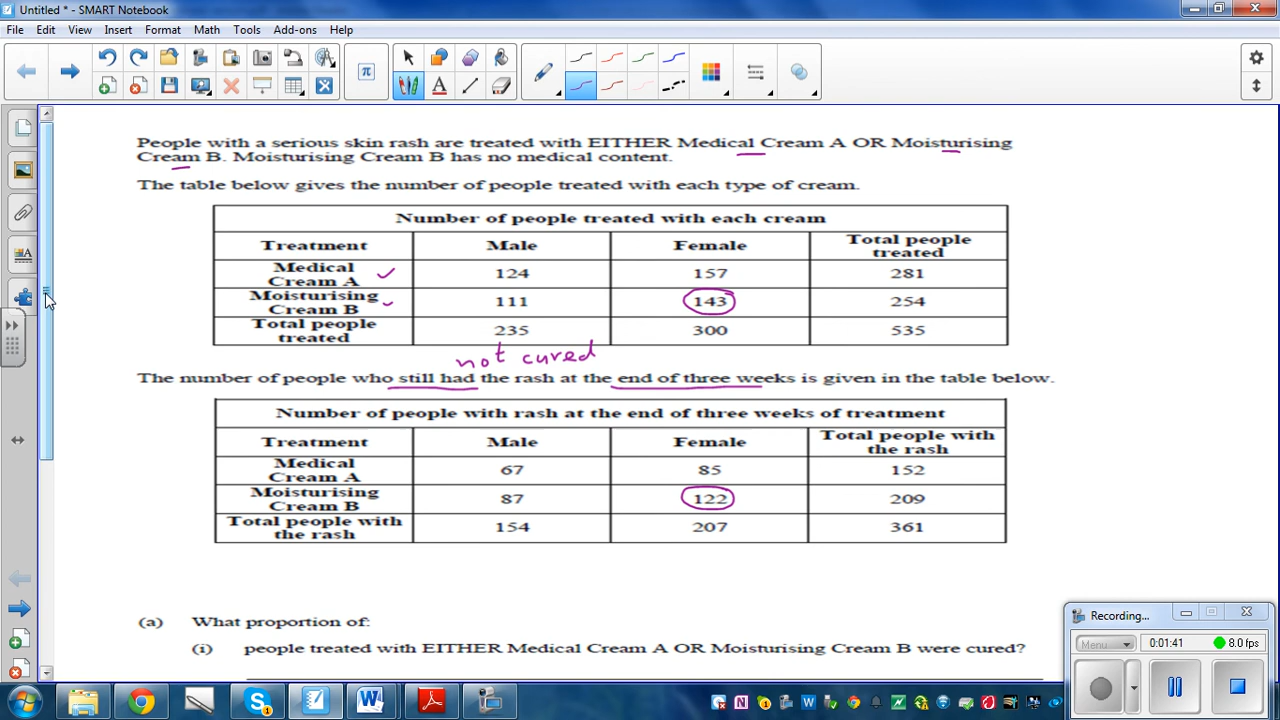 Untitled * - SMART Notebook
File Edit View Insert Format Math Tools Add-ons Help
π
A
People with a serious skin rash are treated with EITHER Medical Cream A OR Moisturising
Cream B. Moisturising Cream B has no medical content.
The table below gives the number of people treated with each type of cream.
Number of people treated with each cream
Treatment Male Female Total people treated
Medical Cream A 124 157 281
Moisturising Cream B 111 143 254
Total people treated 235 300 535
not cured
The number of people who still had the rash at the end of three weeks is given in the table below.
Number of people with rash at the end of three weeks of treatment
Treatment Male Female Total people with the rash
Medical Cream A 67 85 152
Moisturising Cream B 87 122 209
Total people with the rash 154 207 361
(a) What proportion of:
(i) people treated with EITHER Medical Cream A OR Moisturising Cream B were cured?
Recording...
Menu 0:01:41 8.0 fps